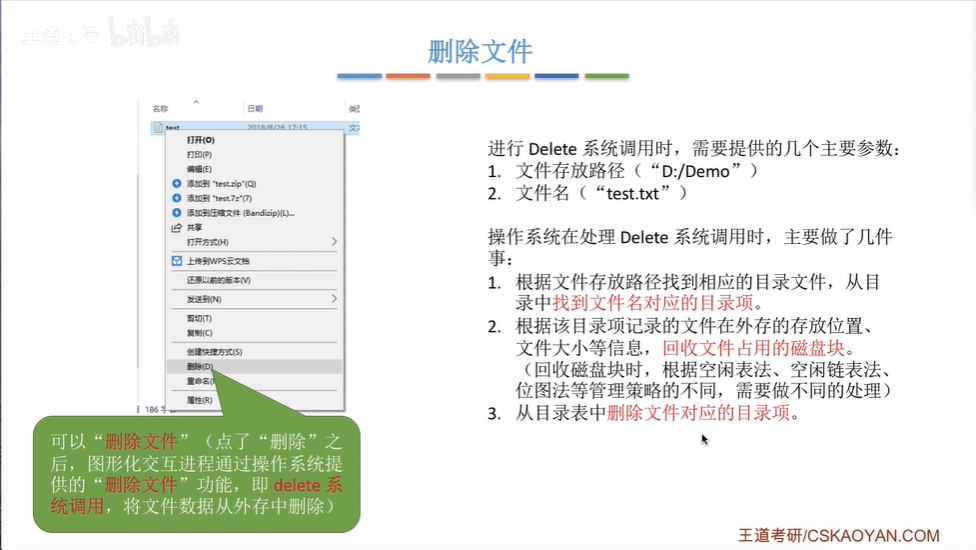 王道论坛 bilibili
删除文件
名称 日期 类型
test 2018/8/26 17:15 文本
打开(O)
打印(P)
编辑(E)
添加到 "test.zip"(Q)
添加到 "test.7z"(7)
添加到压缩文件 (Bandizip)(L)...
共享
打开方式(H)
上传到WPS云文档
还原以前的版本(V)
发送到(N)
剪切(T)
复制(C)
创建快捷方式(S)
删除(D)
重命名(
属性(R)
186 字
可以“删除文件”（点了“删除”之
后，图形化交互进程通过操作系统提
供的“删除文件”功能，即 delete 系
统调用，将文件数据从外存中删除）
进行 Delete 系统调用时，需要提供的几个主要参数：
1. 文件存放路径（“D:/Demo”）
2. 文件名（“test.txt”）
操作系统在处理 Delete 系统调用时，主要做了几件
事：
1. 根据文件存放路径找到相应的目录文件，从目
录中找到文件名对应的目录项。
2. 根据该目录项记录的文件在外存的存放位置、
文件大小等信息，回收文件占用的磁盘块。
（回收磁盘块时，根据空闲表法、空闲链表法、
位图法等管理策略的不同，需要做不同的处理）
3. 从目录表中删除文件对应的目录项。
王道考研/CSKAOYAN.COM